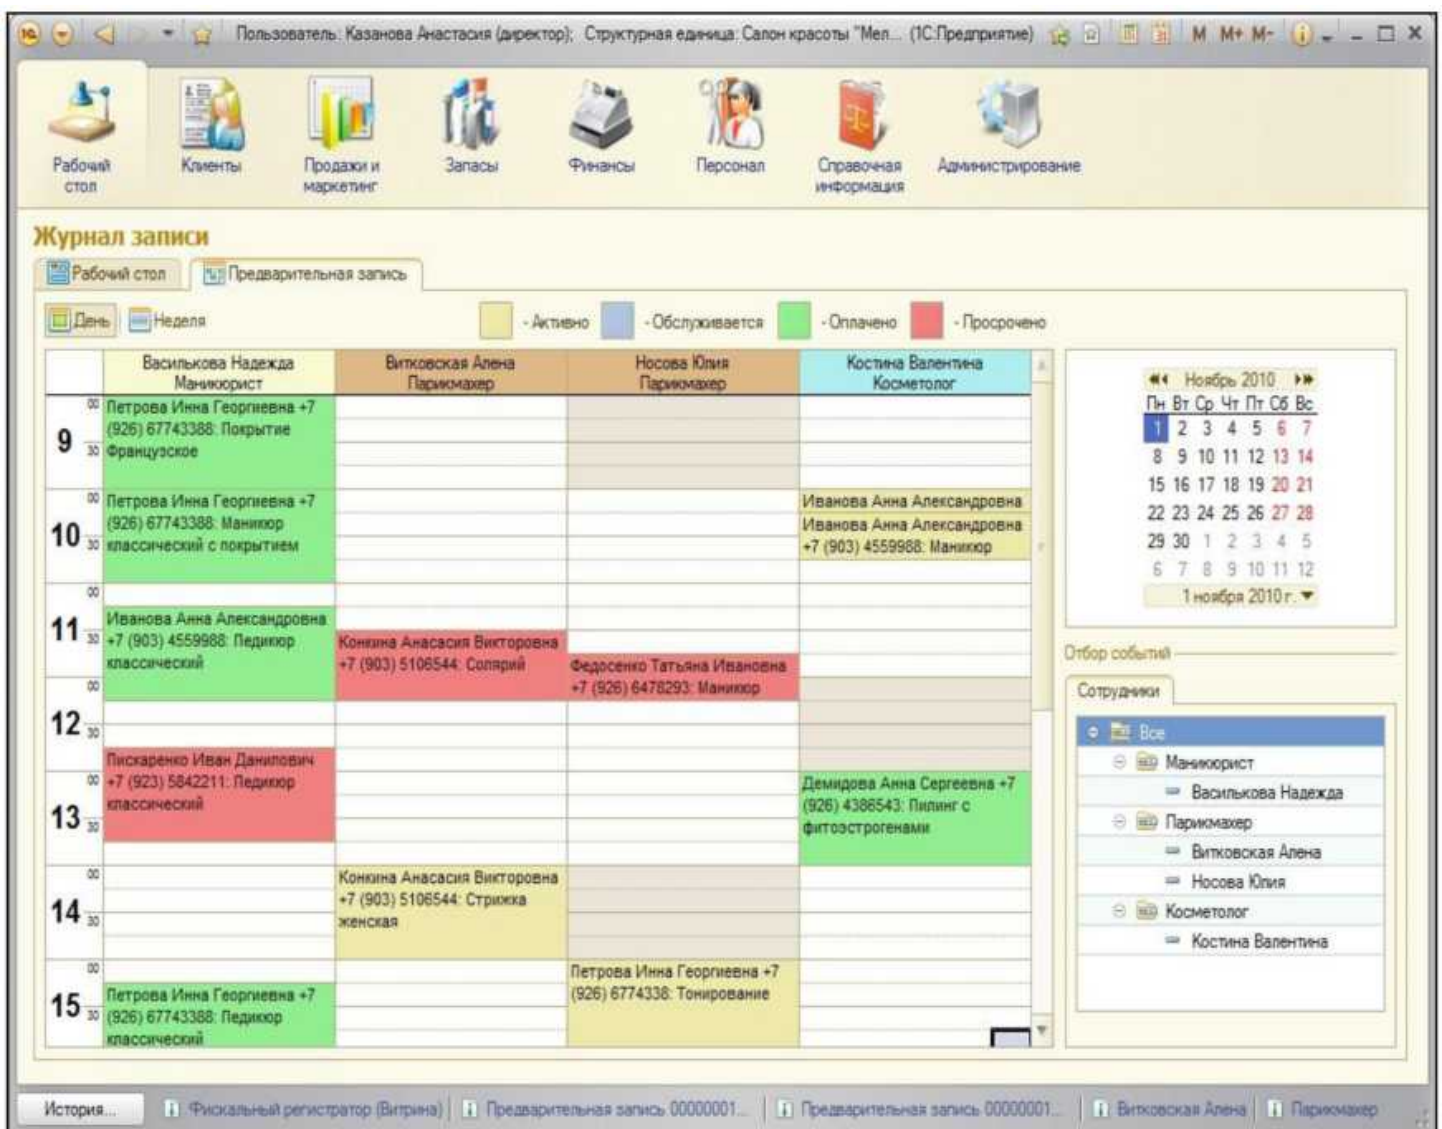 Пользователь: Казанова Анастасия (директор); Структурная единица: Салон красоты "Мел... (1С:Предприятие)
M M+ M-
Рабочий стол
Клиенты
Продажи и маркетинг
Запасы
Финансы
Персонал
Справочная информация
Администрирование
Журнал записи
Рабочий стол
Предварительная запись
День
Неделя
- Активно
- Обслуживается
- Оплачено
- Просрочено
Василькова Надежда
Маникюрист
Витковская Алена
Парикмахер
Носова Юлия
Парикмахер
Костина Валентина
Косметолог
9 00 30
Петрова Инна Георгиевна +7
(926) 67743388: Покрытие
Французское
10 00 30
Петрова Инна Георгиевна +7
(926) 67743388: Маникюр
классический с покрытием
Иванова Анна Александровна
Иванова Анна Александровна
+7 (903) 4559988: Маникюр
11 00 30
Иванова Анна Александровна
+7 (903) 4559988: Педикюр
классический
Конкина Анасасия Викторовна
+7 (903) 5106544: Солярий
Федосенко Татьяна Ивановна
+7 (926) 6478293: Маникюр
12 00 30
Пискаренко Иван Данилович
+7 (923) 5842211: Педикюр
классический
13 00 30
Демидова Анна Сергеевна +7
(926) 4386543: Пилинг с
фитоэстрогенами
14 00 30
Конкина Анасасия Викторовна
+7 (903) 5106544: Стрижка
женская
15 00 30
Петрова Инна Георгиевна +7
(926) 6774338: Тонирование
Петрова Инна Георгиевна +7
(926) 67743388: Педикюр
классический
Ноябрь 2010
Пн Вт Ср Чт Пт Сб Вс
1 2 3 4 5 6 7
8 9 10 11 12 13 14
15 16 17 18 19 20 21
22 23 24 25 26 27 28
29 30 1 2 3 4 5
6 7 8 9 10 11 12
1 ноября 2010 г.
Отбор событий
Сотрудники
Все
Маникюрист
Василькова Надежда
Парикмахер
Витковская Алена
Носова Юлия
Косметолог
Костина Валентина
История...
Фискальный регистратор (Витрина)
Предварительная запись 00000001...
Предварительная запись 00000001...
Витковская Алена
Парикмахер